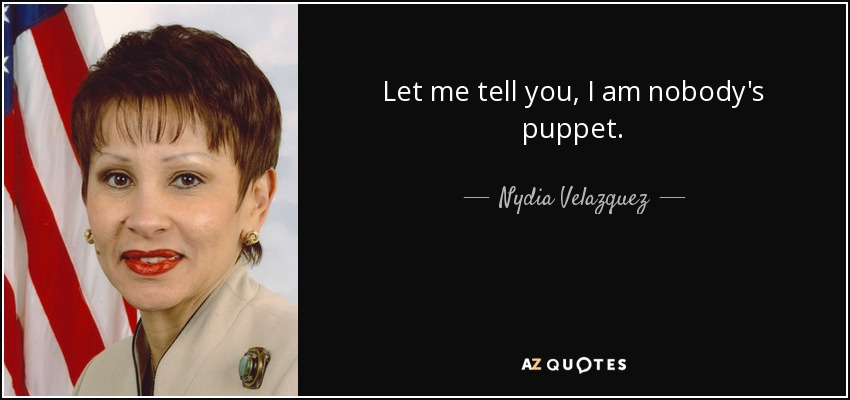 Let me tell you, I am nobody's
puppet.
Nydia Velazquez
AZ QUOTES